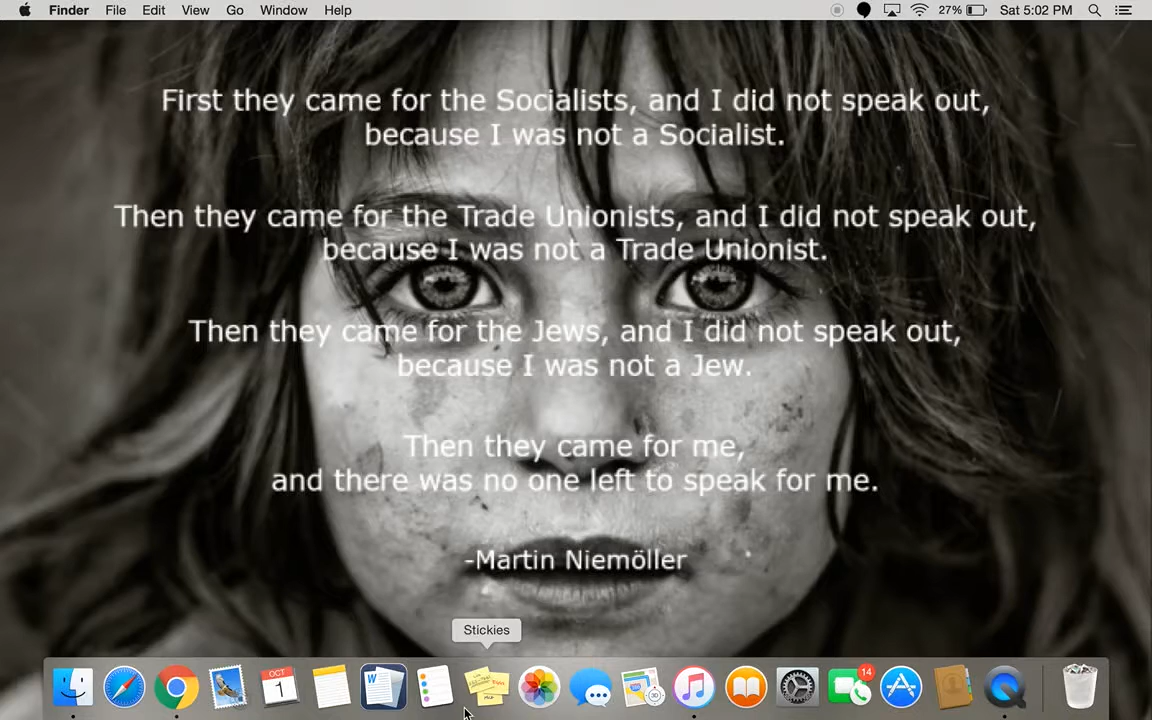 Finder File Edit View Go Window Help 27% Sat 5:02 PM
First they came for the Socialists, and I did not speak out,
because I was not a Socialist.
Then they came for the Trade Unionists, and I did not speak out,
because I was not a Trade Unionist.
Then they came for the Jews, and I did not speak out,
because I was not a Jew.
Then they came for me,
and there was no one left to speak for me.
-Martin Niemöller
Stickies
OCT
1
W
14